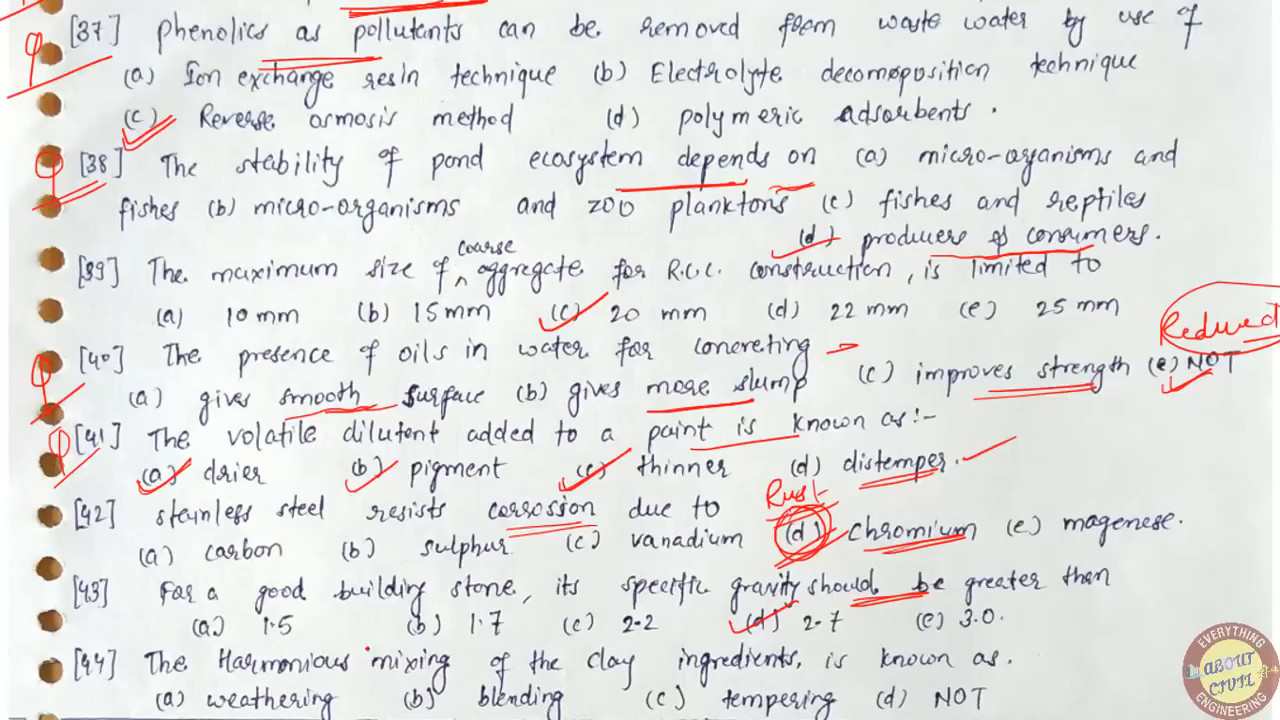 [37] Phenolics as pollutants can be removed from waste water by use of
(a) Ion exchange resin technique (b) Electrolyte decomposition technique
(c) Reverse osmosis method (d) polymeric adsorbents.
[38] The stability of pond ecosystem depends on (a) micro-organisms and
fishes (b) micro-organisms and zoo planktons (c) fishes and reptiles
(d) producers & consumers.
[39] The maximum size of coarse aggregate for R.C.C. construction, is limited to
(a) 10 mm (b) 15 mm (c) 20 mm (d) 22 mm (e) 25 mm
Reduced
[40] The presence of oils in water for concreting
(a) gives smooth surface (b) gives more slump (c) improves strength (e) NOT
[41] The volatile dilutent added to a paint is known as:-
(a) drier (b) pigment (c) thinner (d) distemper.
Rust
[42] stainless steel resists corrosion due to
(a) carbon (b) sulphur (c) vanadium (d) chromium (e) magenese.
[43] For a good building stone, its specific gravity should be greater than
(a) 1.5 (b) 1.7 (c) 2.2 (d) 2.7 (e) 3.0.
[44] The Harmonious mixing of the clay ingredients, is known as.
(a) weathering (b) blending (c) tempering (d) NOT
EVERYTHING
ABOUT
CIVIL
ENGINEERING